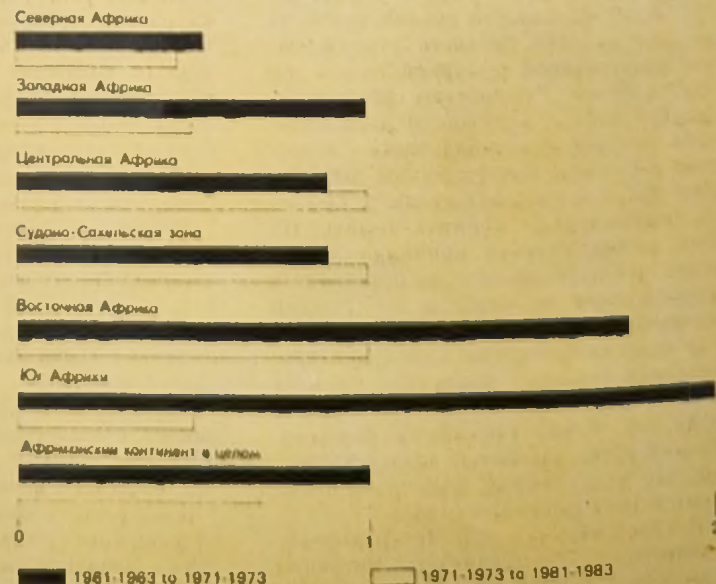 Северная Африка
Западная Африка
Центральная Африка
Судано-Сахельская зона
Восточная Африка
Юг Африки
Африканский континент в целом
0 1 2
1961-1963 to 1971-1973 1971-1973 to 1981-1983